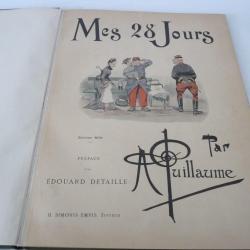 Mes 28 Jours
PRÉFACE
ÉDOUARD DETAILLE
Par
A Guillaume
H. SIMONIS EMPIS, Éditeur